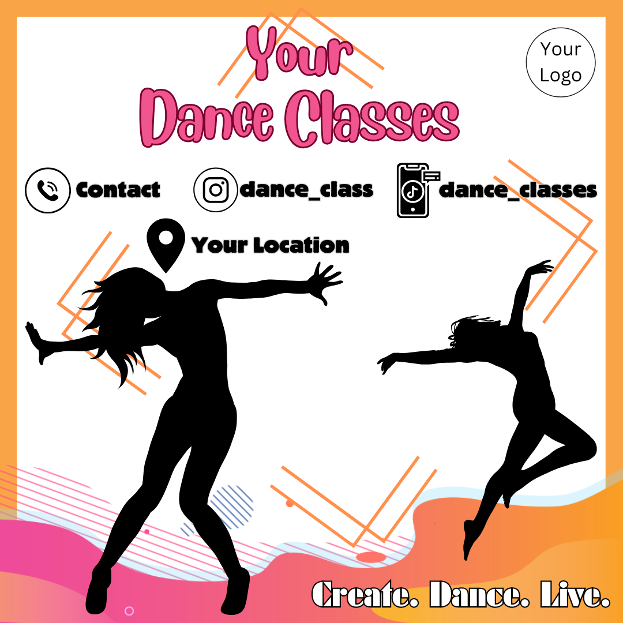 Your
Dance Classes
Your
Logo
Contact
dance_class
dance_classes
Your Location
Create. Dance. Live.